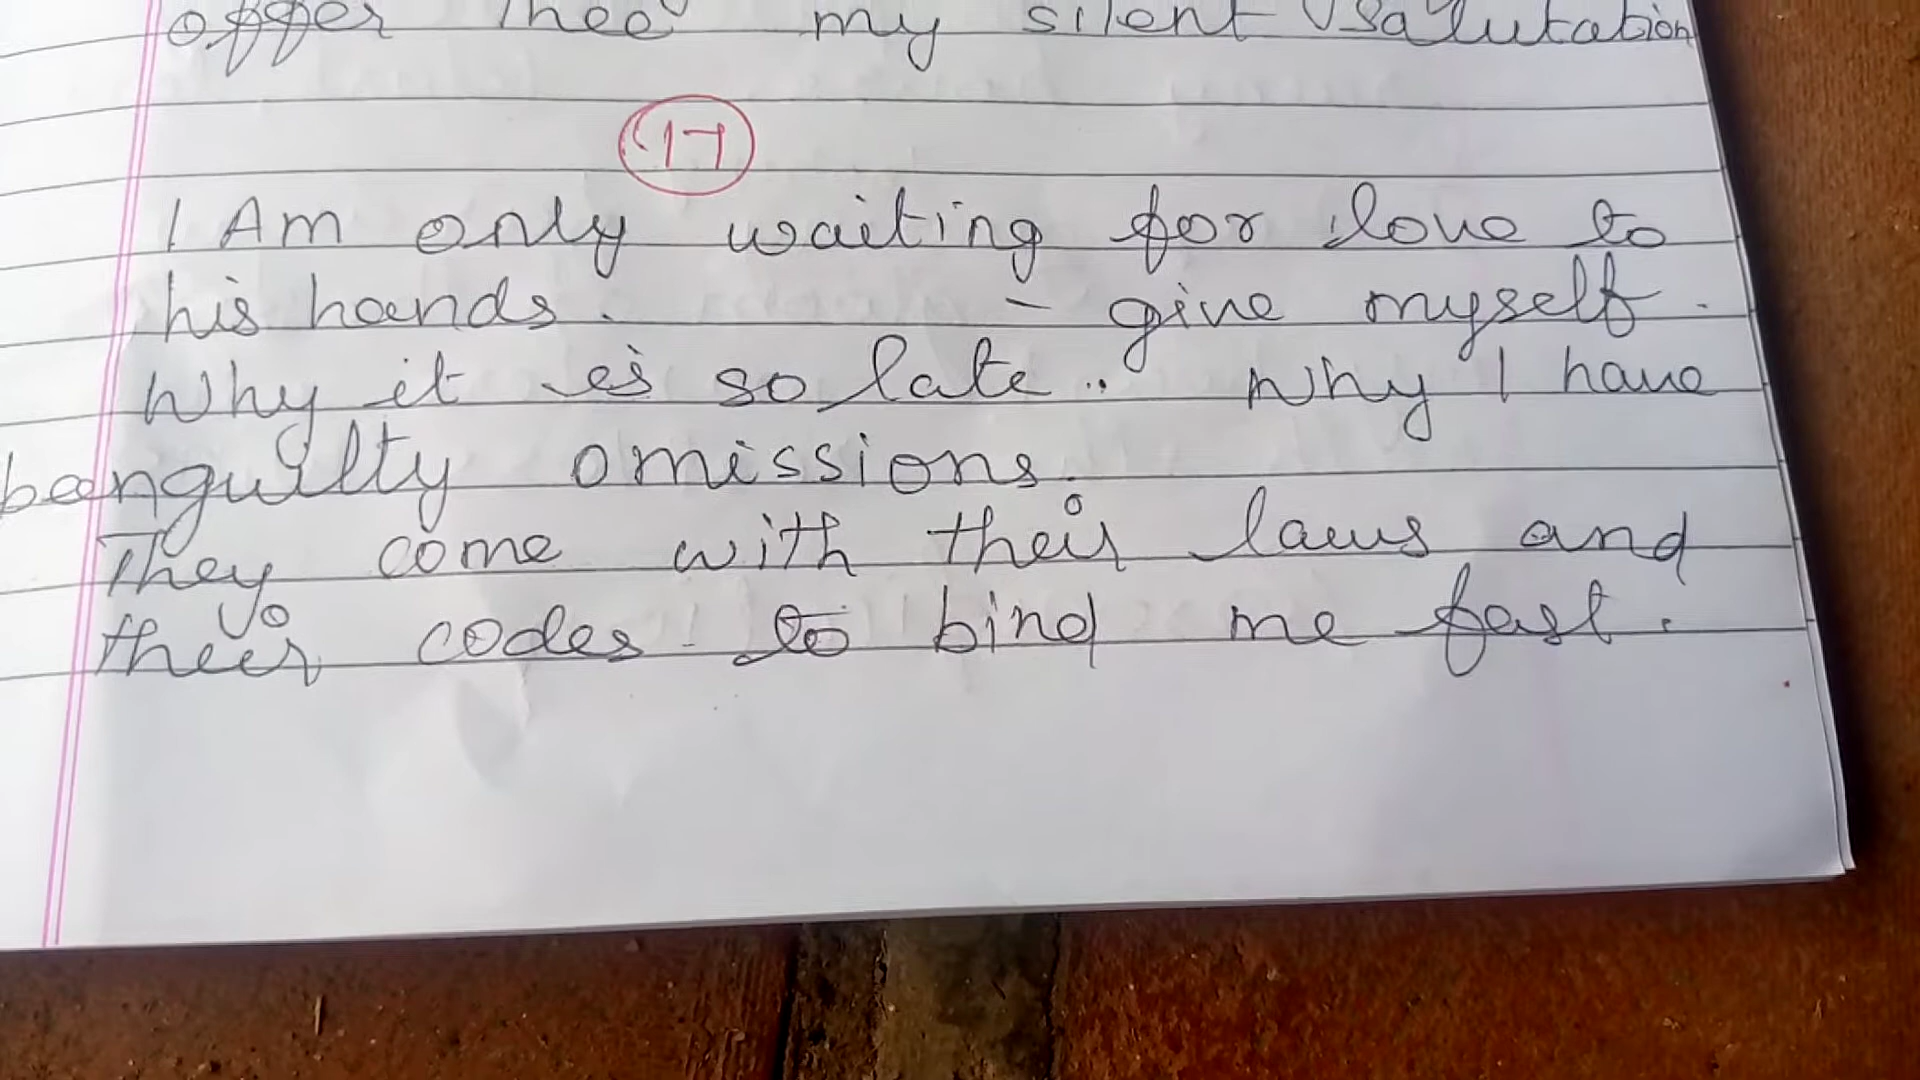 offer thee my silent salutation
17
I Am only waiting for love to
his hands. - give myself.
Why it is so late.. Why I have
beenguilty omissions.
They come with their laws and
their codes to bind me fast.